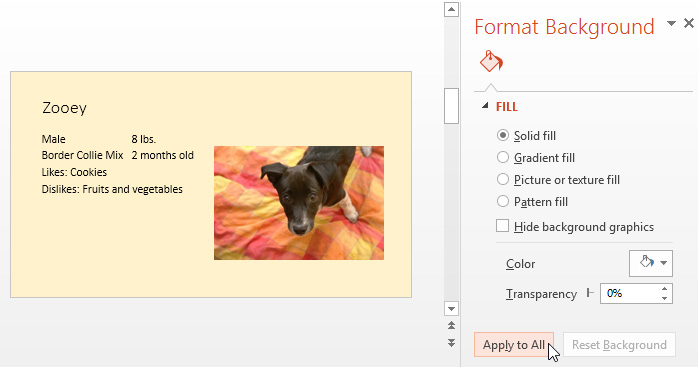 Zooey
Male 8 lbs.
Border Collie Mix 2 months old
Likes: Cookies
Dislikes: Fruits and vegetables
Format Background
FILL
Solid fill
Gradient fill
Picture or texture fill
Pattern fill
Hide background graphics
Color
Transparency 0%
Apply to All Reset Background